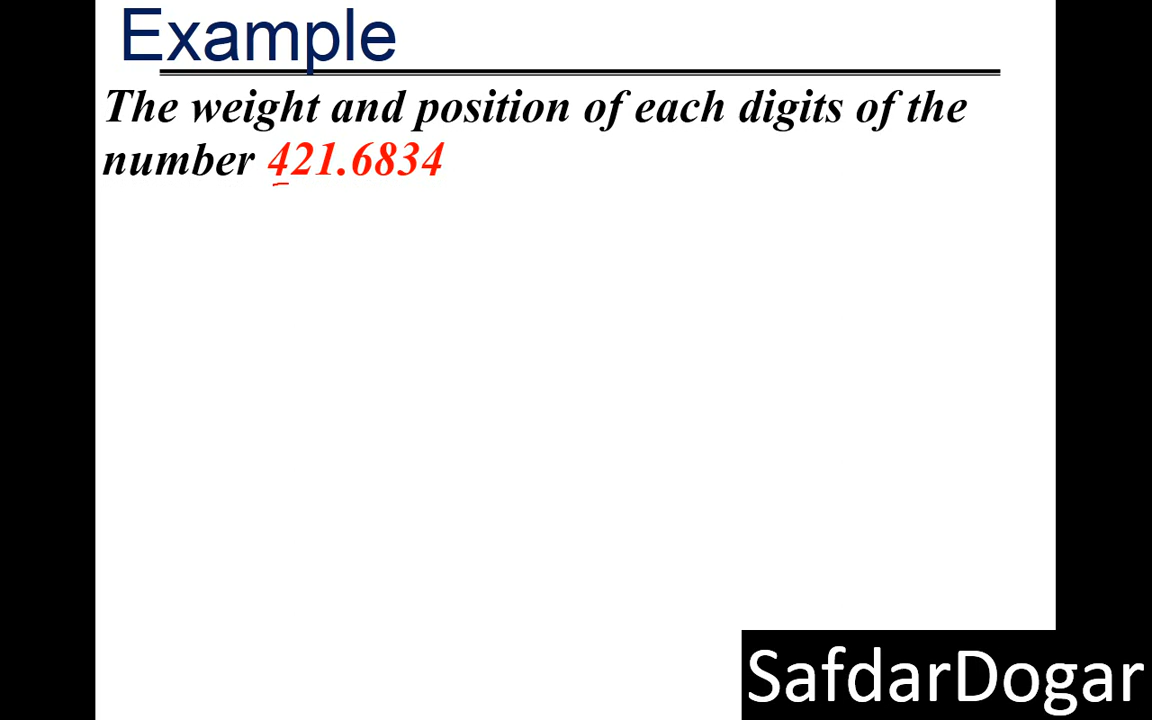 Example
The weight and position of each digits of the
number 421.6834
SafdarDogar